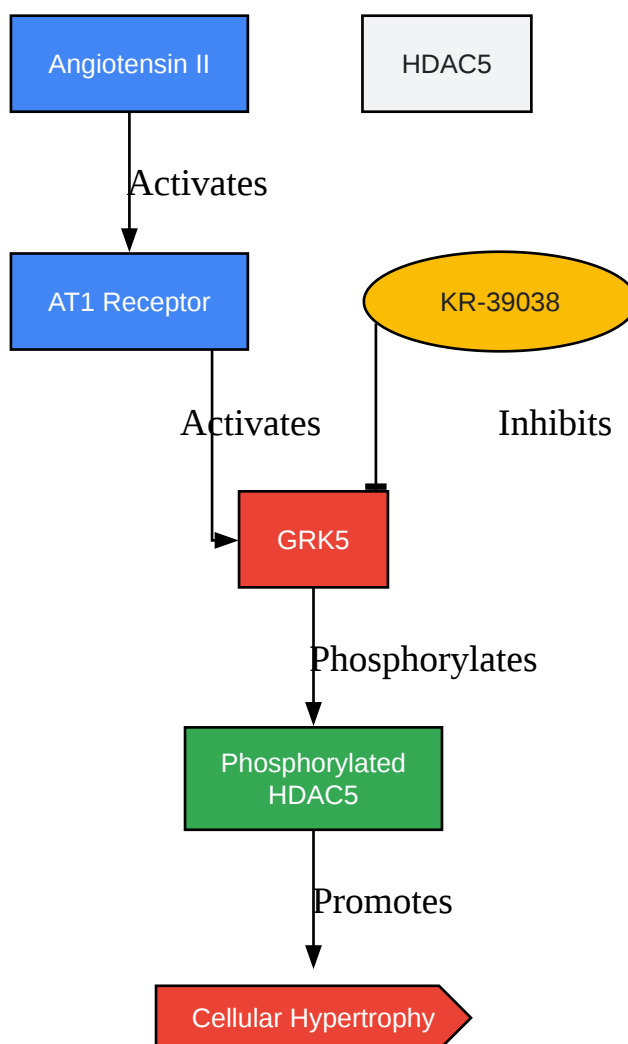 Angiotensin II
HDAC5
Activates
AT1 Receptor
KR-39038
Activates
Inhibits
GRK5
Phosphorylates
Phosphorylated
HDAC5
Promotes
Cellular Hypertrophy